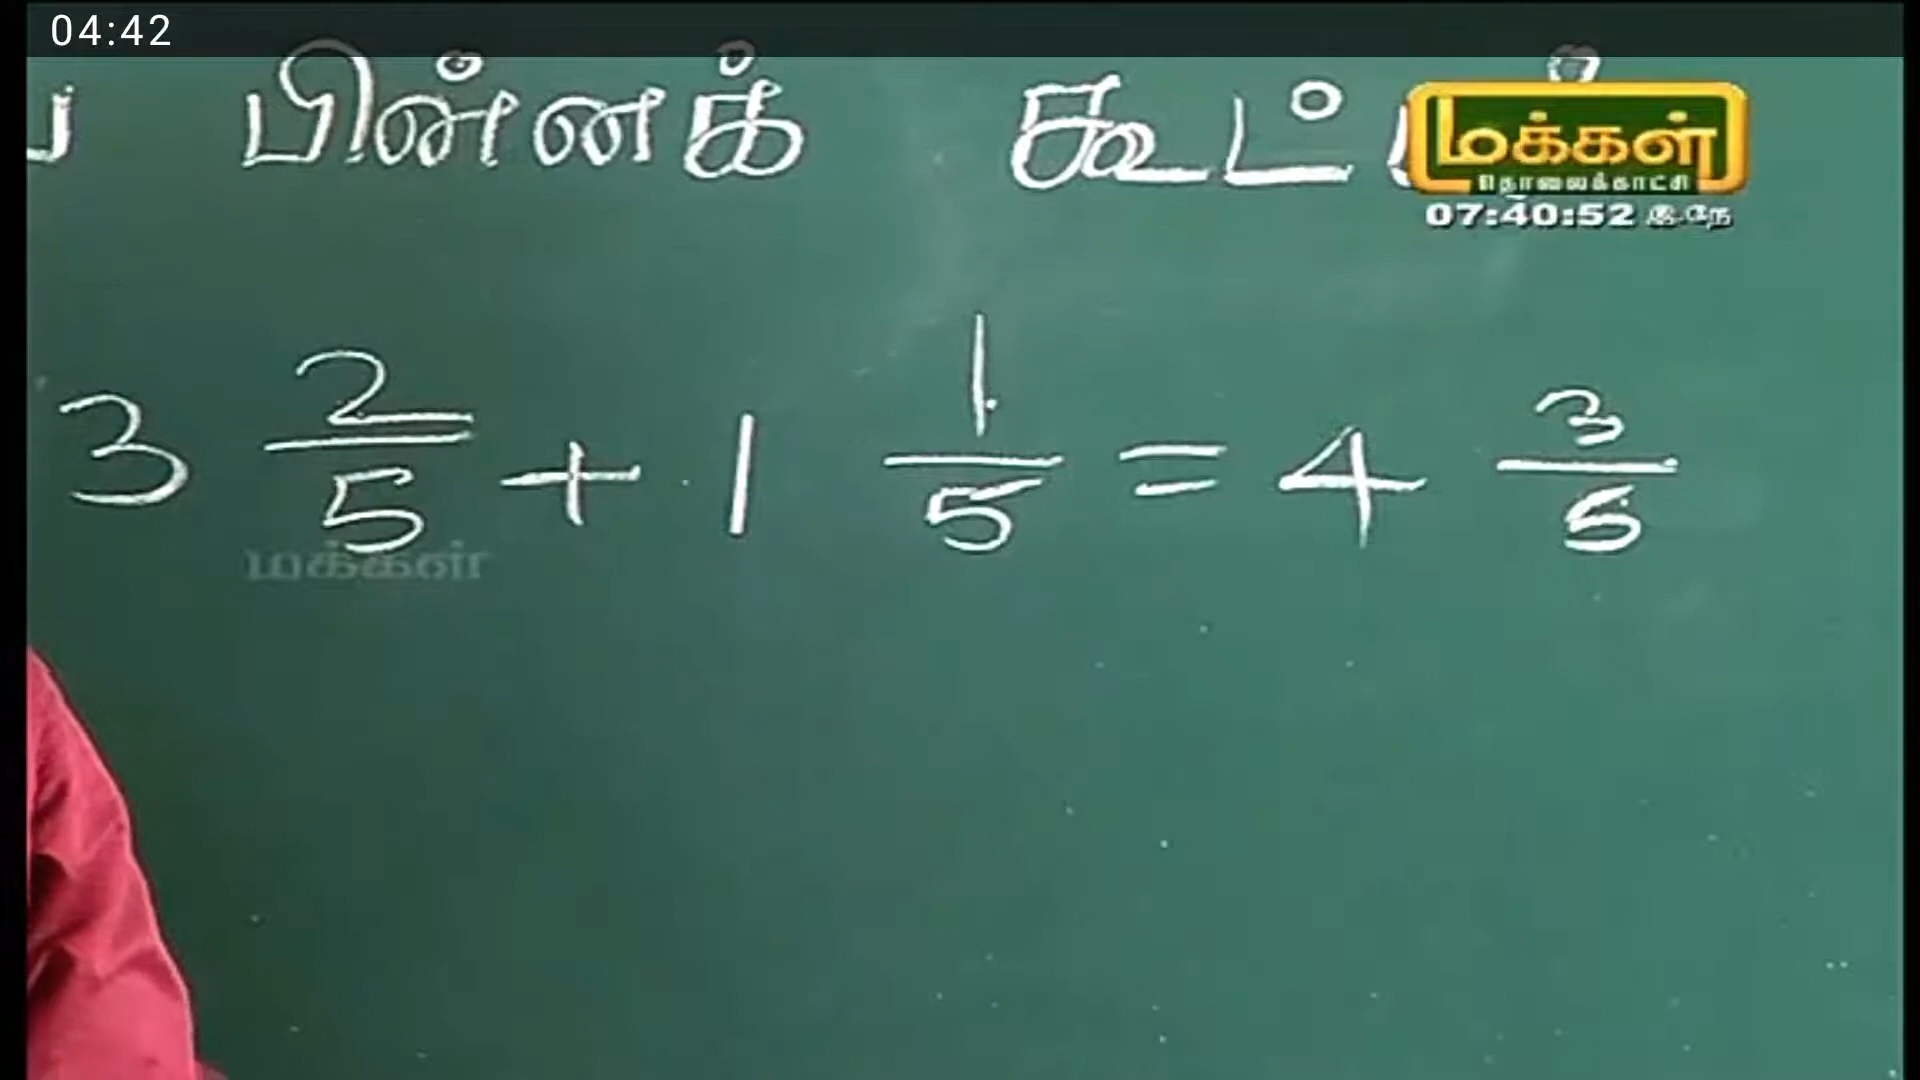 04:42
பின்னக்
மக்கள்
தொலைக்காட்சி
07:40:52 இ.நே
3 2/5 + 1 1/5 = 4 3/5
மக்கள்